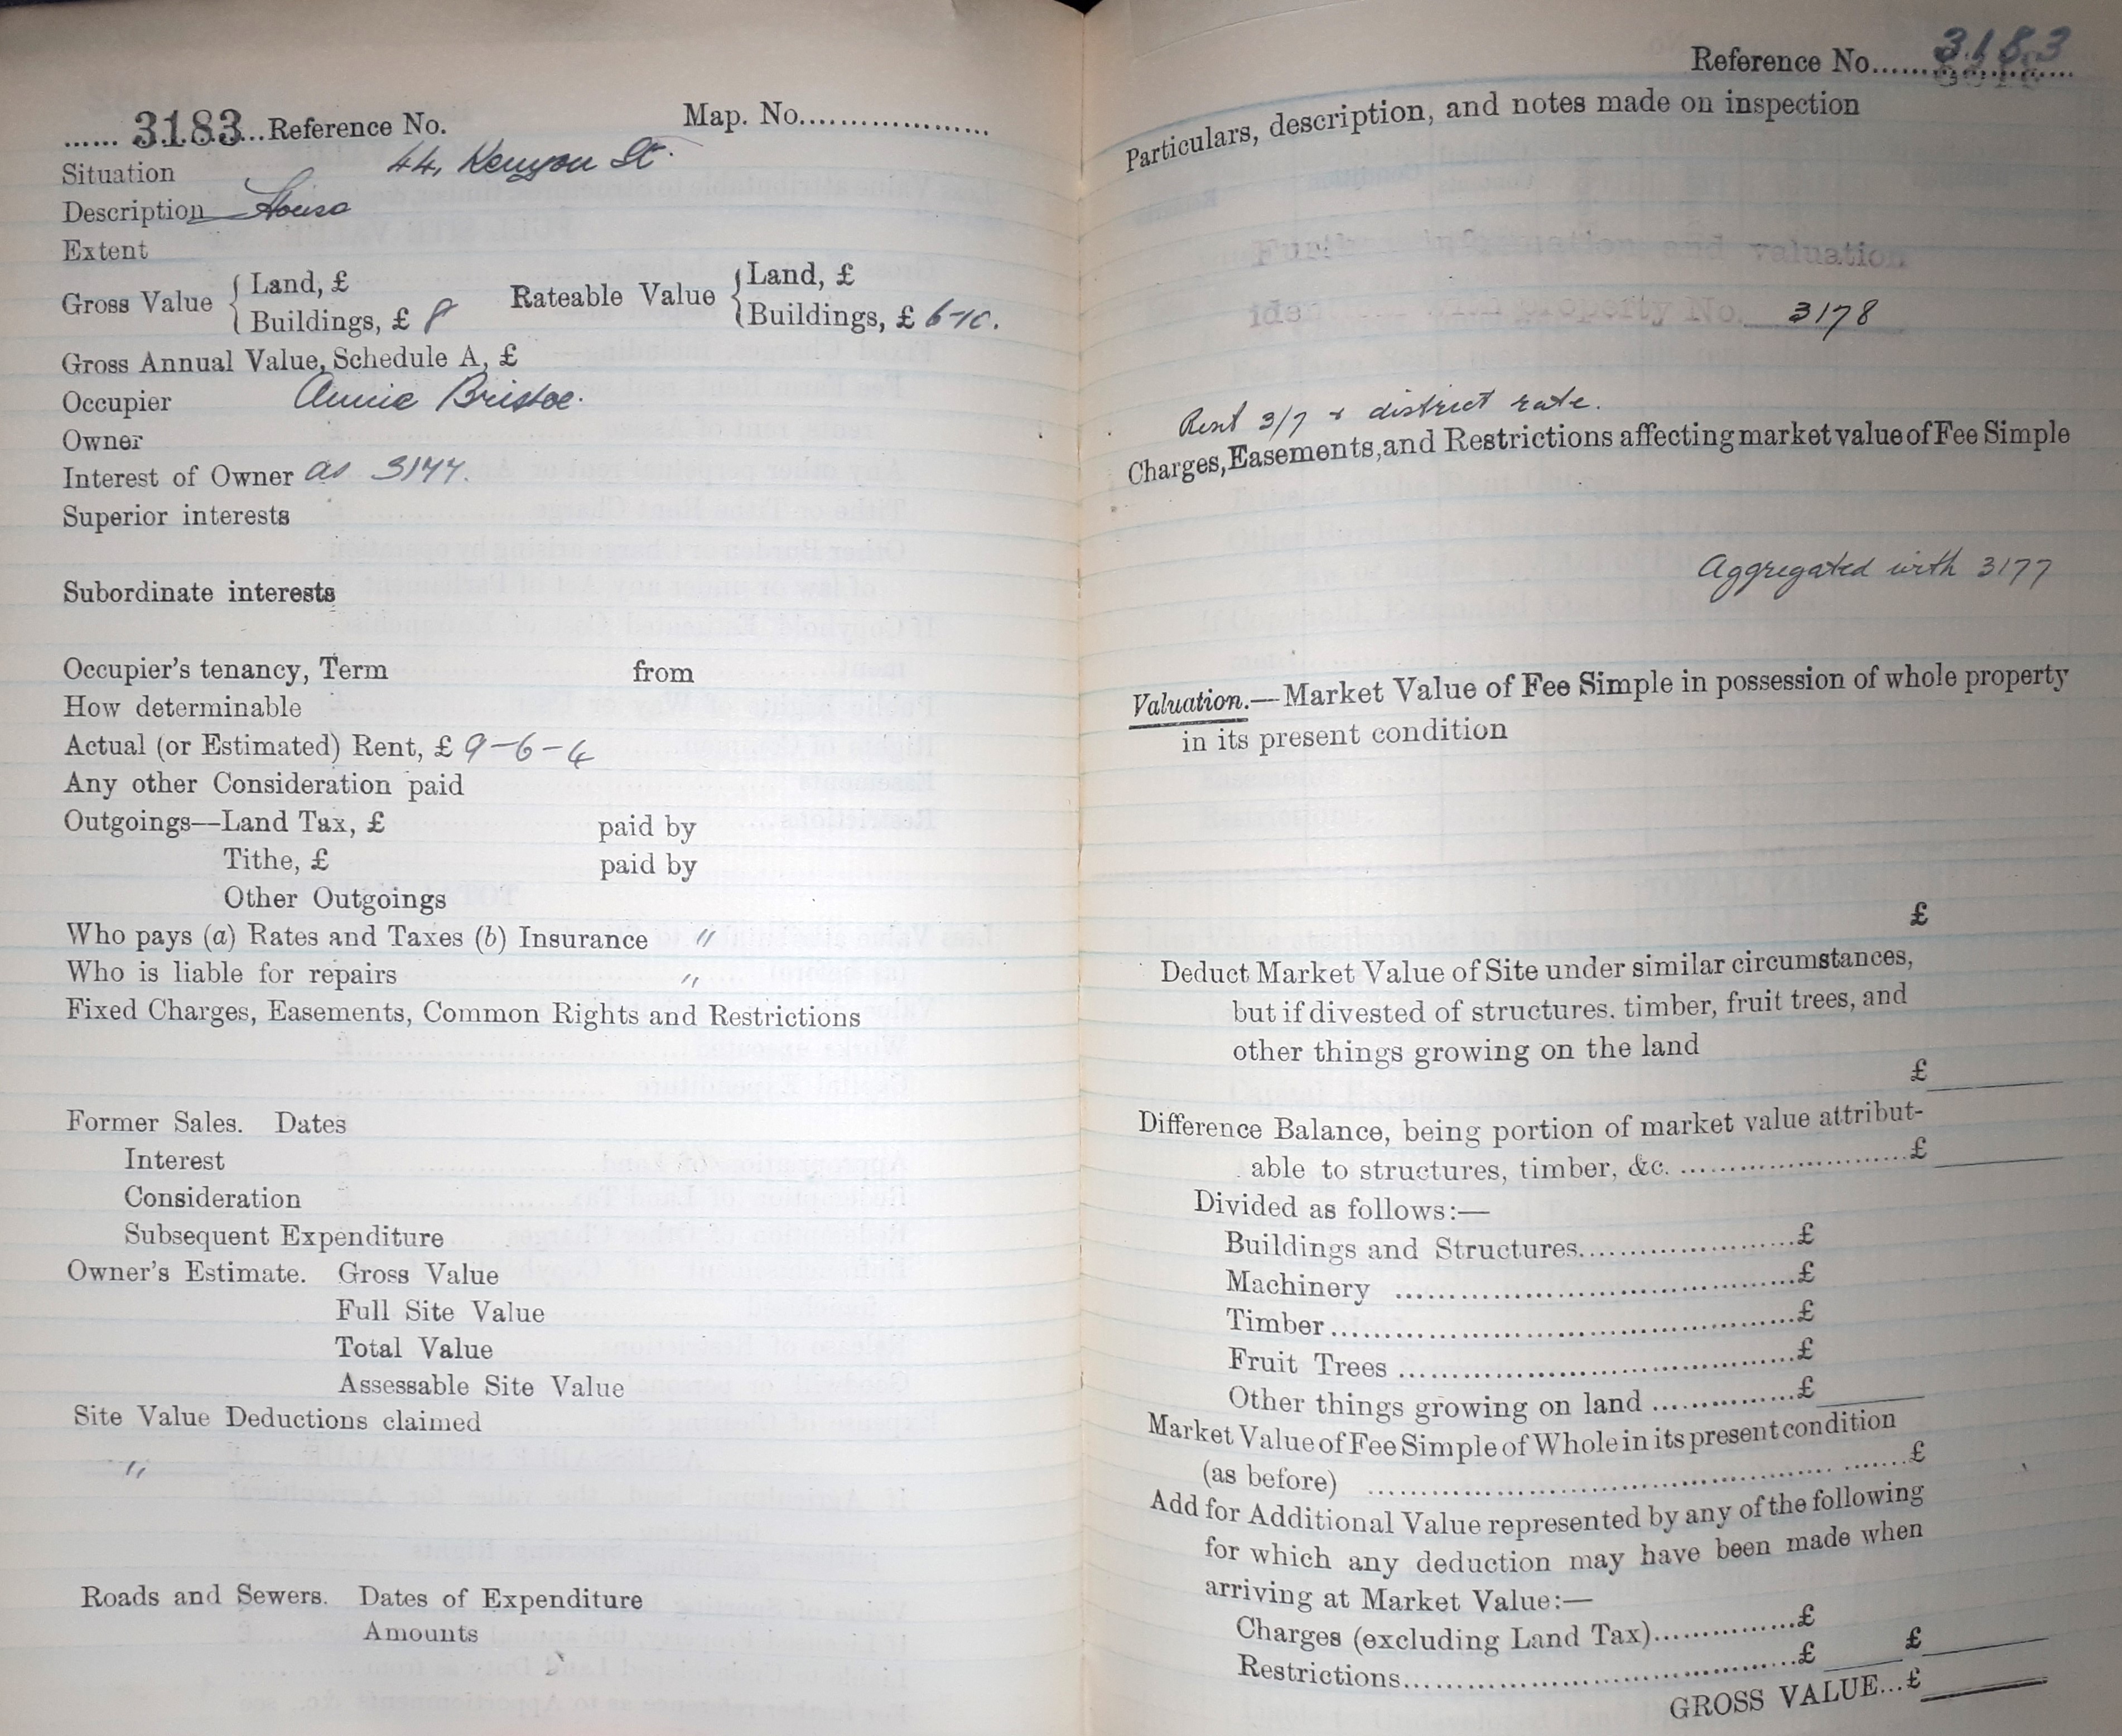 ...... 3183...Reference No. Map. No...................
Situation 44, Kenyon St.
Description House
Extent
Gross Value { Land, £
Buildings, £ 8
Rateable Value { Land, £
Buildings, £ 6-10.
Gross Annual Value, Schedule A, £
Occupier Annie Bristoe.
Owner
Interest of Owner as 3177.
Superior interests
Subordinate interests
Occupier's tenancy, Term from
How determinable
Actual (or Estimated) Rent, £ 9-6-4
Any other Consideration paid
Outgoings—Land Tax, £ paid by
Tithe, £ paid by
Other Outgoings
Who pays (a) Rates and Taxes (b) Insurance "
Who is liable for repairs "
Fixed Charges, Easements, Common Rights and Restrictions
Former Sales. Dates
Interest
Consideration
Subsequent Expenditure
Owner's Estimate. Gross Value
Full Site Value
Total Value
Assessable Site Value
Site Value Deductions claimed
"
Roads and Sewers. Dates of Expenditure
Amounts
Reference No...... 3183
Particulars, description, and notes made on inspection
Further information and valuation
property No. 3178
Rent 3/7 & district rate.
Charges, Easements, and Restrictions affecting market value of Fee Simple
Aggregated with 3177
Valuation.—Market Value of Fee Simple in possession of whole property
in its present condition
£
Deduct Market Value of Site under similar circumstances,
but if divested of structures. timber, fruit trees, and
other things growing on the land
£
Difference Balance, being portion of market value attribut-
able to structures, timber, &c. ..............................£
Divided as follows:—
Buildings and Structures.........................£
Machinery ..............................................£
Timber.....................................................£
Fruit Trees .............................................£
Other things growing on land ................£
Market Value of Fee Simple of Whole in its present condition
(as before) ..........................................................£
Add for Additional Value represented by any of the following
for which any deduction may have been made when
arriving at Market Value:—
Charges (excluding Land Tax)................£
Restrictions.............................................£ £
GROSS VALUE...£